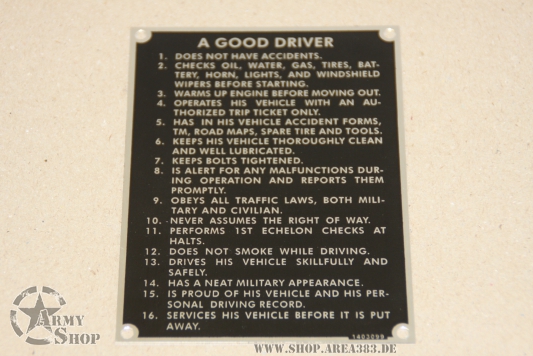 A GOOD DRIVER
1. DOES NOT HAVE ACCIDENTS.
2. CHECKS OIL, WATER, GAS, TIRES, BAT-
TERY, HORN, LIGHTS, AND WINDSHIELD
WIPERS BEFORE STARTING.
3. WARMS UP ENGINE BEFORE MOVING OUT.
4. OPERATES HIS VEHICLE WITH AN AU-
THORIZED TRIP TICKET ONLY.
5. HAS IN HIS VEHICLE ACCIDENT FORMS,
TM, ROAD MAPS, SPARE TIRE AND TOOLS.
6. KEEPS HIS VEHICLE THOROUGHLY CLEAN
AND WELL LUBRICATED.
7. KEEPS BOLTS TIGHTENED.
8. IS ALERT FOR ANY MALFUNCTIONS DUR-
ING OPERATION AND REPORTS THEM
PROMPTLY.
9. OBEYS ALL TRAFFIC LAWS, BOTH MILI-
TARY AND CIVILIAN.
10. NEVER ASSUMES THE RIGHT OF WAY.
11. PERFORMS 1ST ECHELON CHECKS AT
HALTS.
12. DOES NOT SMOKE WHILE DRIVING.
13. DRIVES HIS VEHICLE SKILLFULLY AND
SAFELY.
14. HAS A NEAT MILITARY APPEARANCE.
15. IS PROUD OF HIS VEHICLE AND HIS PER-
SONAL DRIVING RECORD.
16. SERVICES HIS VEHICLE BEFORE IT IS PUT
AWAY.
ARMY
SHOP
WWW.SHOP.AREA383.DE